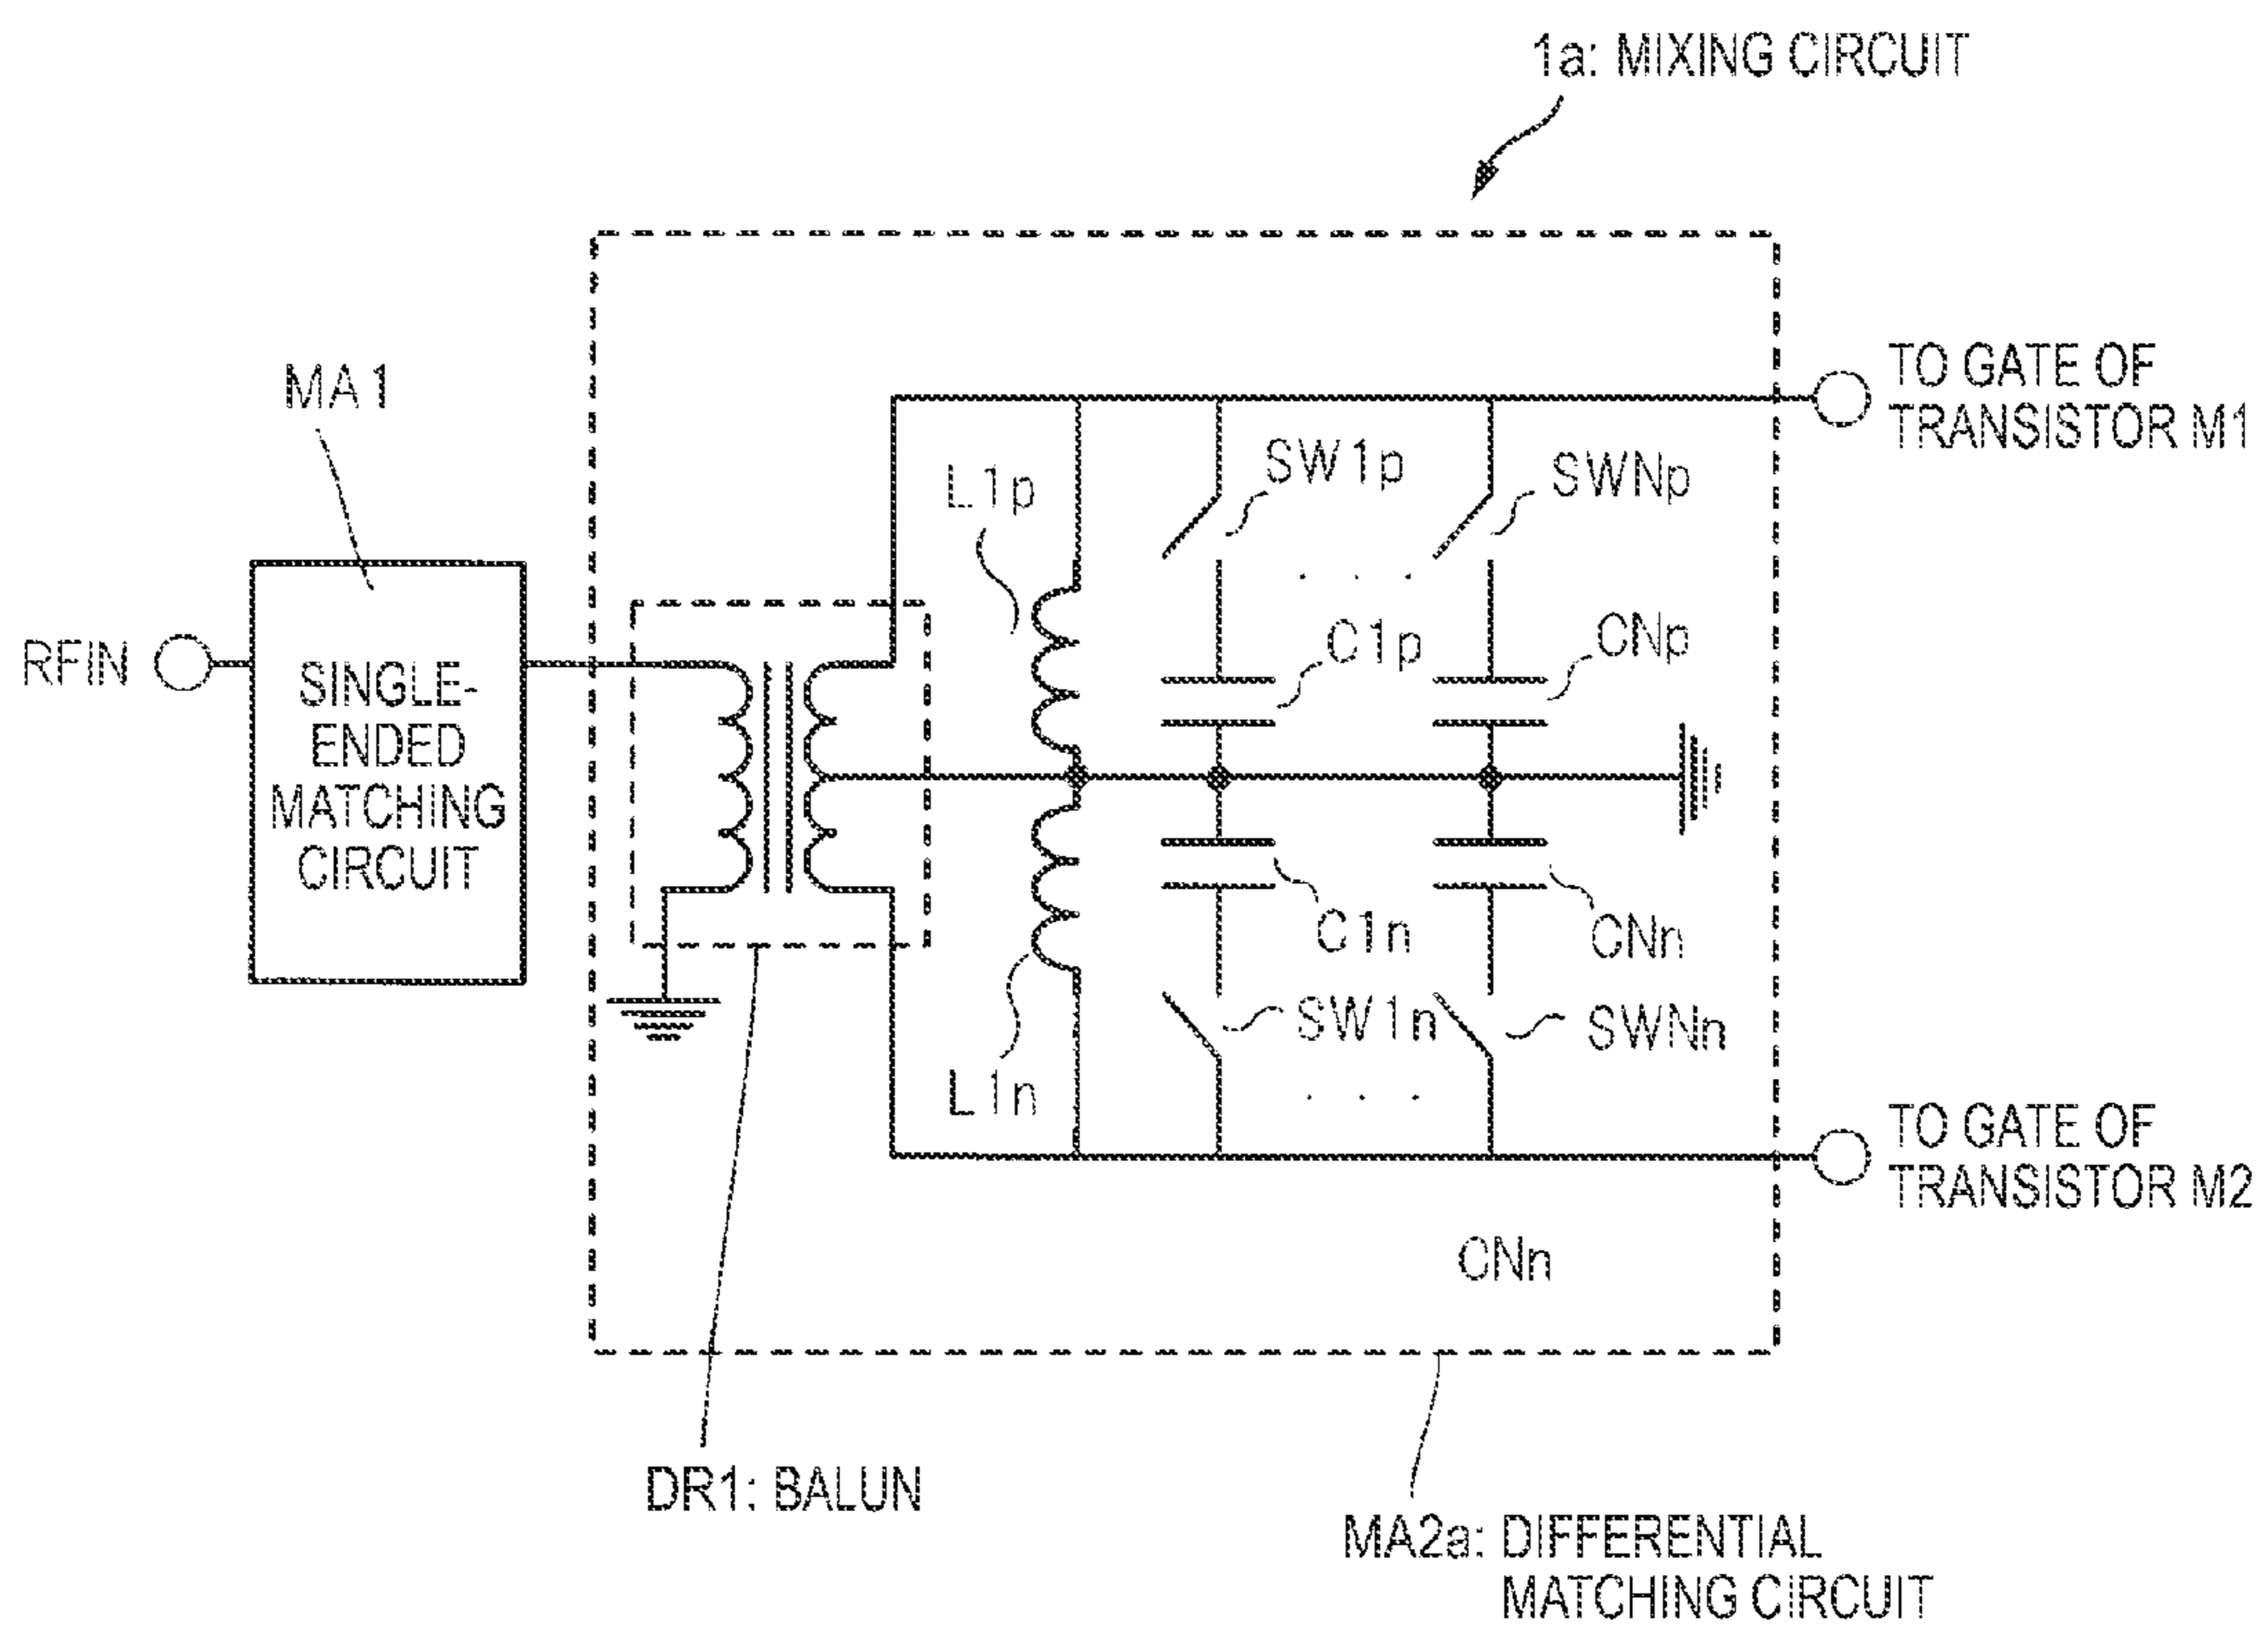 1a: MIXING CIRCUIT
MA1
TO GATE OF
TRANSISTOR M1
L1p
SW1p
SWNp
RFIN
SINGLE-
ENDED
MATCHING
CIRCUIT
C1p
CNp
C1n
CNn
L1n
SW1n
SWNn
TO GATE OF
TRANSISTOR M2
CNn
DR1: BALUN
MA2a: DIFFERENTIAL
MATCHING CIRCUIT